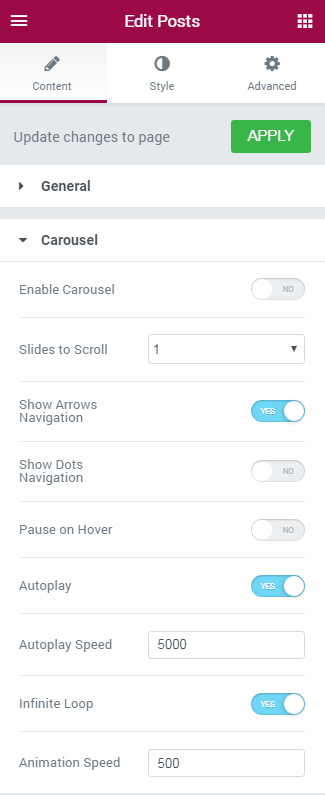 Edit Posts
Content Style Advanced
Update changes to page APPLY
General
Carousel
Enable Carousel NO
Slides to Scroll 1
Show Arrows
Navigation YES
Show Dots
Navigation NO
Pause on Hover NO
Autoplay YES
Autoplay Speed 5000
Infinite Loop YES
Animation Speed 500